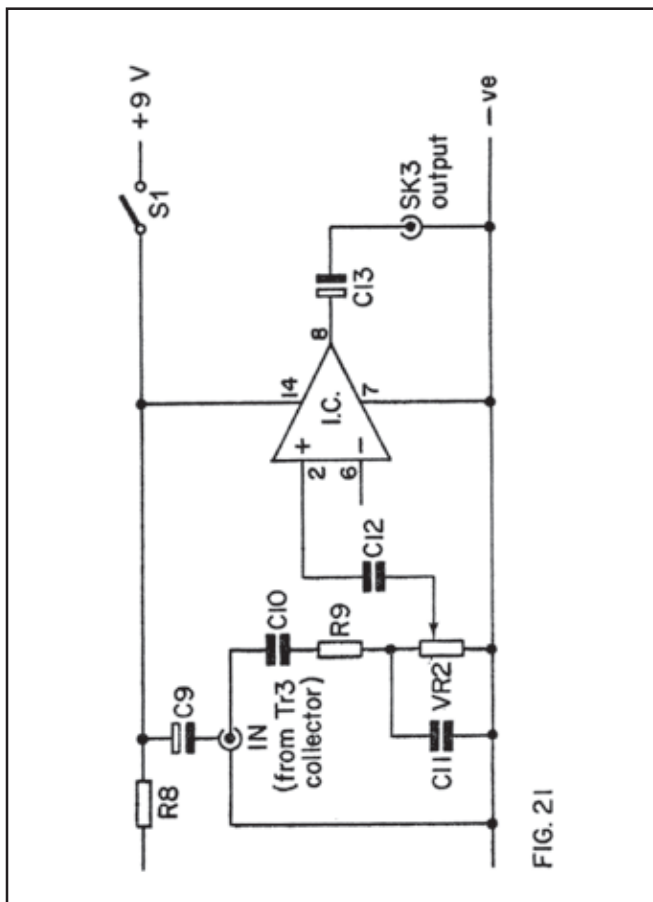 +9 V
S1
R8
C9
IN
(from Tr3
collector)
C10
14
+
2
8
I.C.
R9
6
−
C13
C12
7
SK3
output
C11
VR2
−ve
FIG. 21